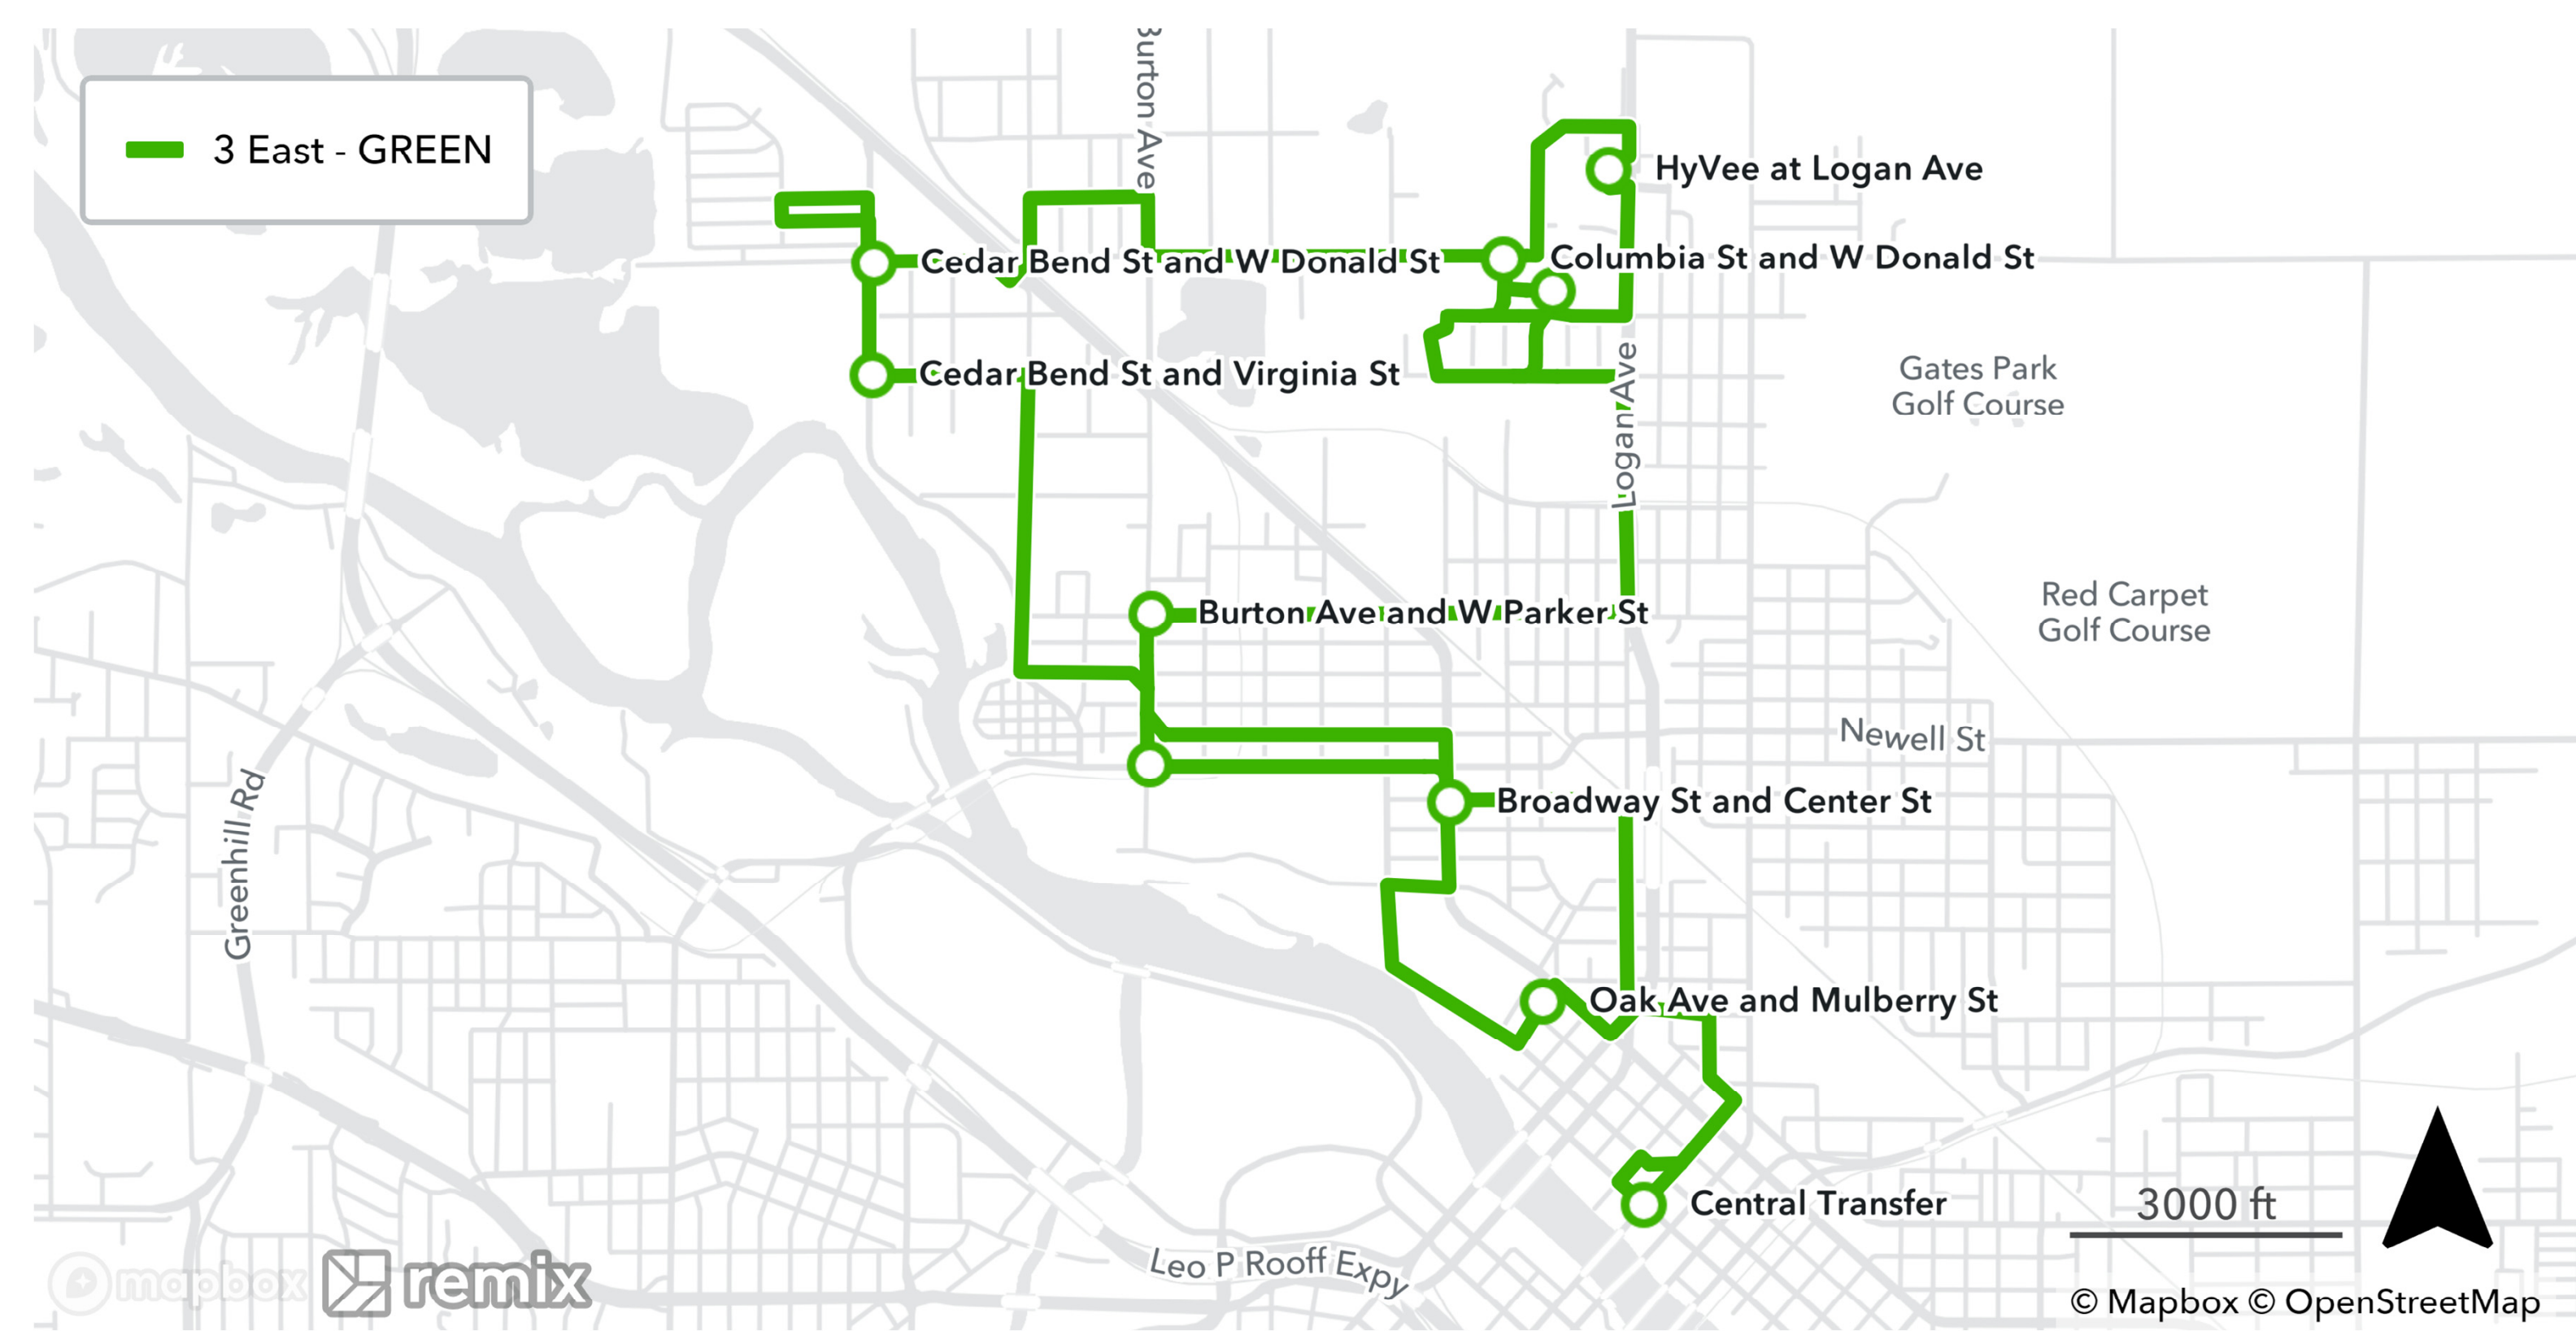 Burton Ave
3 East - GREEN
HyVee at Logan Ave
Cedar Bend St and W Donald St
Columbia St and W Donald St
Cedar Bend St and Virginia St
Logan Ave
Gates Park
Golf Course
Burton Ave and W Parker St
Red Carpet
Golf Course
Newell St
Greenhill Rd
Broadway St and Center St
Oak Ave and Mulberry St
Central Transfer
3000 ft
Leo P Rooff Expy
mapbox
remix
© Mapbox © OpenStreetMap